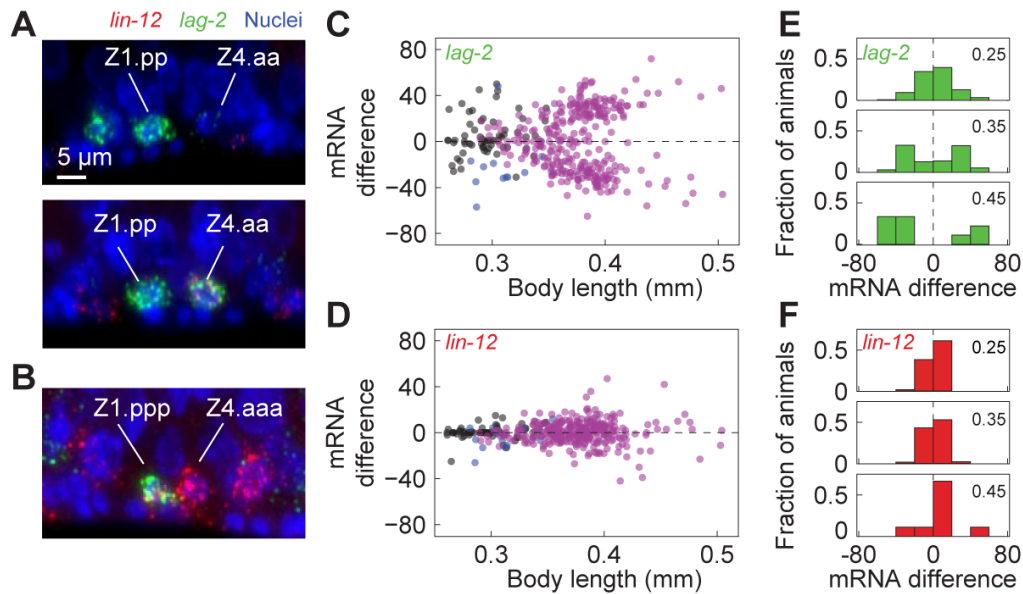 A
lin-12 lag-2 Nuclei
Z1.pp Z4.aa
5 µm
Z1.pp Z4.aa
B
Z1.ppp Z4.aaa
C
lag-2
mRNA
difference
80
40
0
−40
−80
0.3 0.4 0.5
Body length (mm)
D
lin-12
mRNA
difference
80
40
0
−40
−80
0.3 0.4 0.5
Body length (mm)
E
lag-2
Fraction of animals
0.25
0.5
0
0.35
0.5
0
0.45
0.5
0
-80 0 80
mRNA difference
F
lin-12
Fraction of animals
0.25
0.5
0
0.35
0.5
0
0.45
0.5
0
-80 0 80
mRNA difference